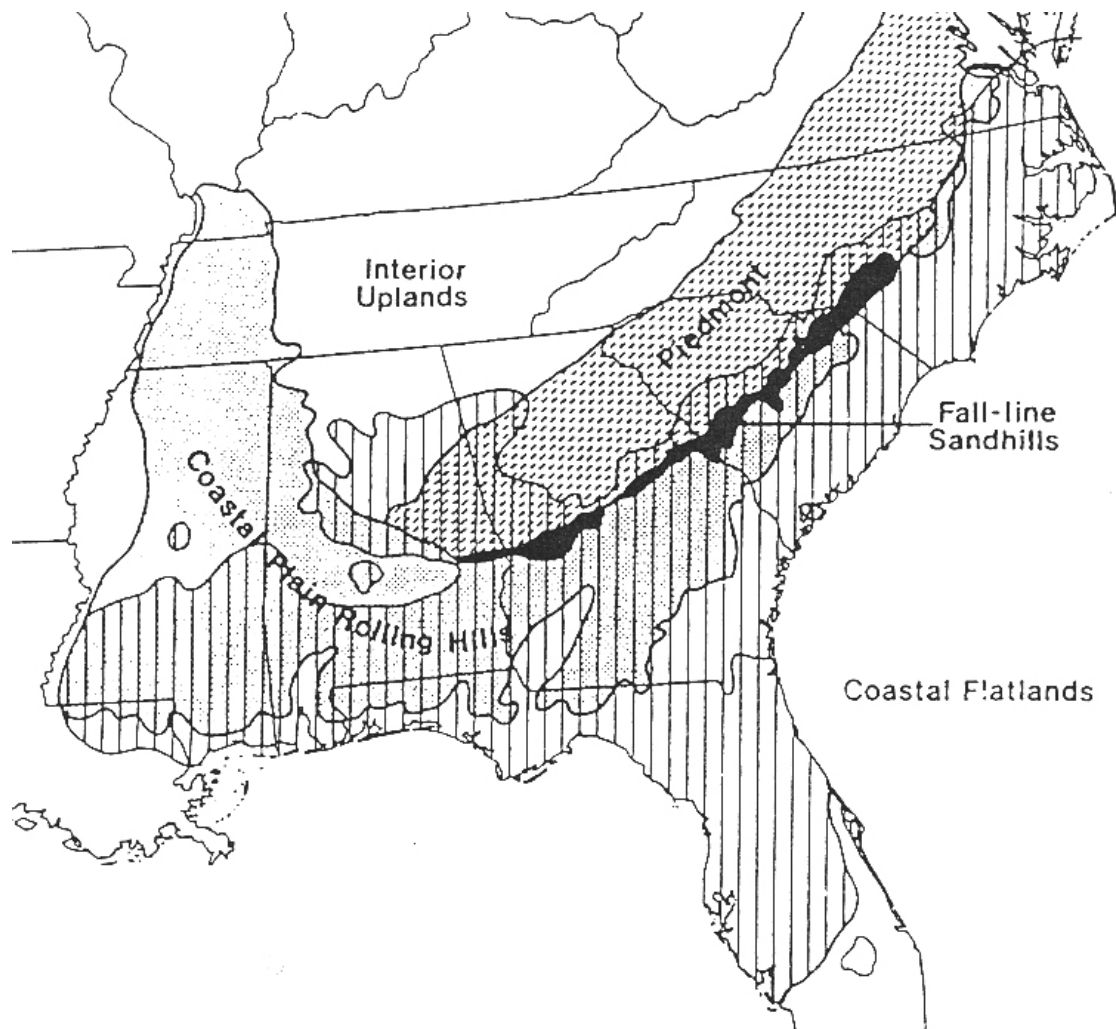 Interior
Uplands
Piedmont
Fall-line
Sandhills
Coastal Plain Rolling Hills
Coastal Flatlands